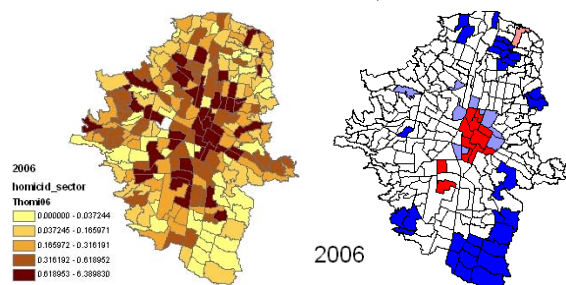 2006
homicid_sector
Thomi06
0.000000 - 0.037244
0.037245 - 0.165971
0.165972 - 0.316191
0.316192 - 0.618952
0.618953 - 6.389830
2006